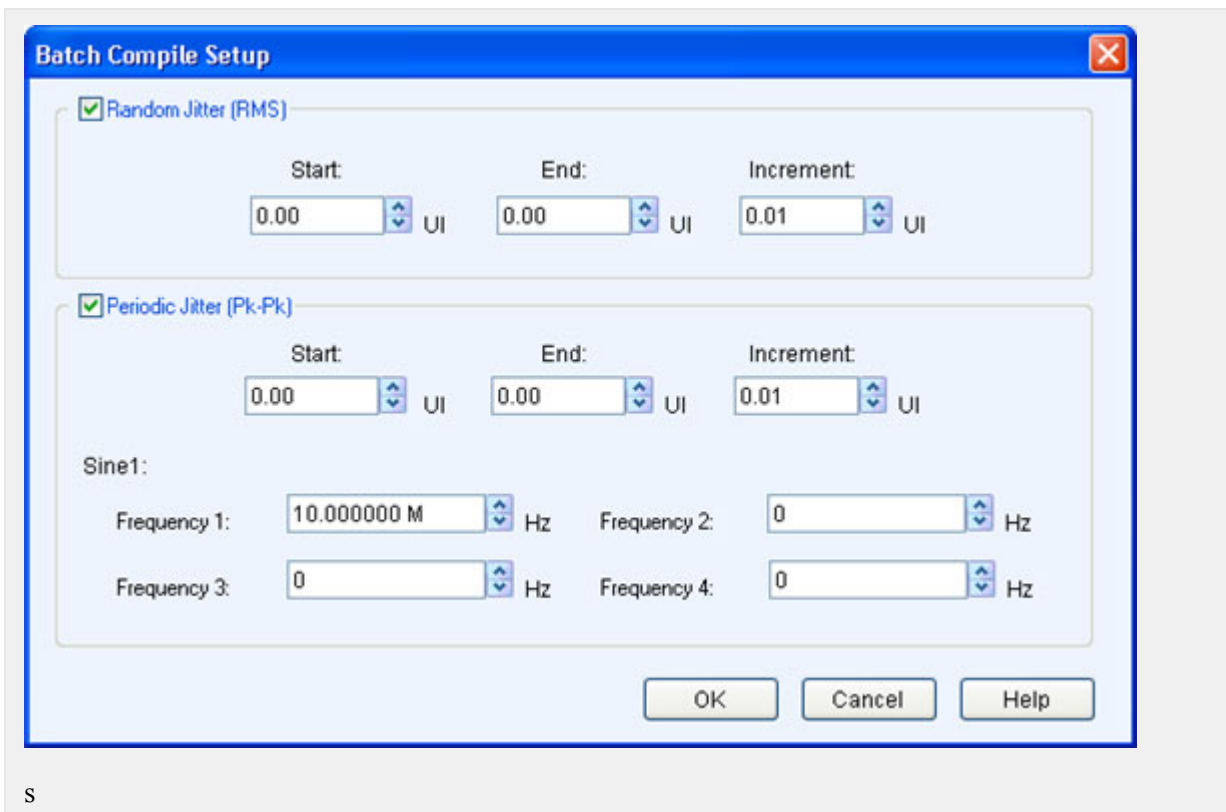 Batch Compile Setup
Random Jitter (RMS)
Start: End: Increment:
0.00 UI 0.00 UI 0.01 UI
Periodic Jitter (Pk-Pk)
Start: End: Increment:
0.00 UI 0.00 UI 0.01 UI
Sine1:
Frequency 1: 10.000000 M Hz Frequency 2: 0 Hz
Frequency 3: 0 Hz Frequency 4: 0 Hz
OK Cancel Help
s